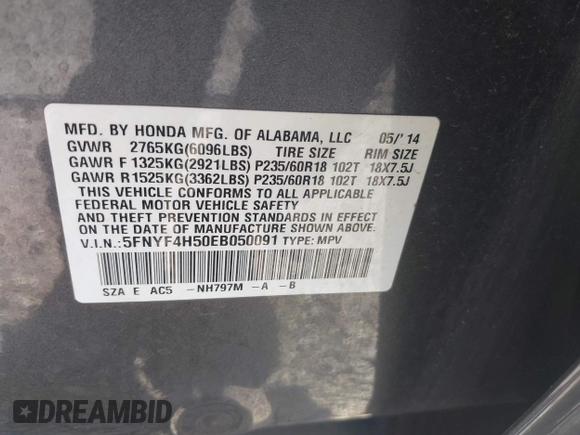 MFD. BY HONDA MFG. OF ALABAMA, LLC 05/'14
GVWR 2765KG(6096LBS) TIRE SIZE RIM SIZE
GAWR F 1325KG(2921LBS) P235/60R18 102T 18X7.5J
GAWR R1525KG(3362LBS) P235/60R18 102T 18X7.5J
THIS VEHICLE CONFORMS TO ALL APPLICABLE
FEDERAL MOTOR VEHICLE SAFETY, BUMPER,
AND THEFT PREVENTION STANDARDS IN EFFECT
ON THE DATE OF MANUFACTURE SHOWN ABOVE.
V.I.N.:5FNYF4H50EB050091 TYPE: MPV
SZA E AC5 -NH797M -A -B
DREAMBID